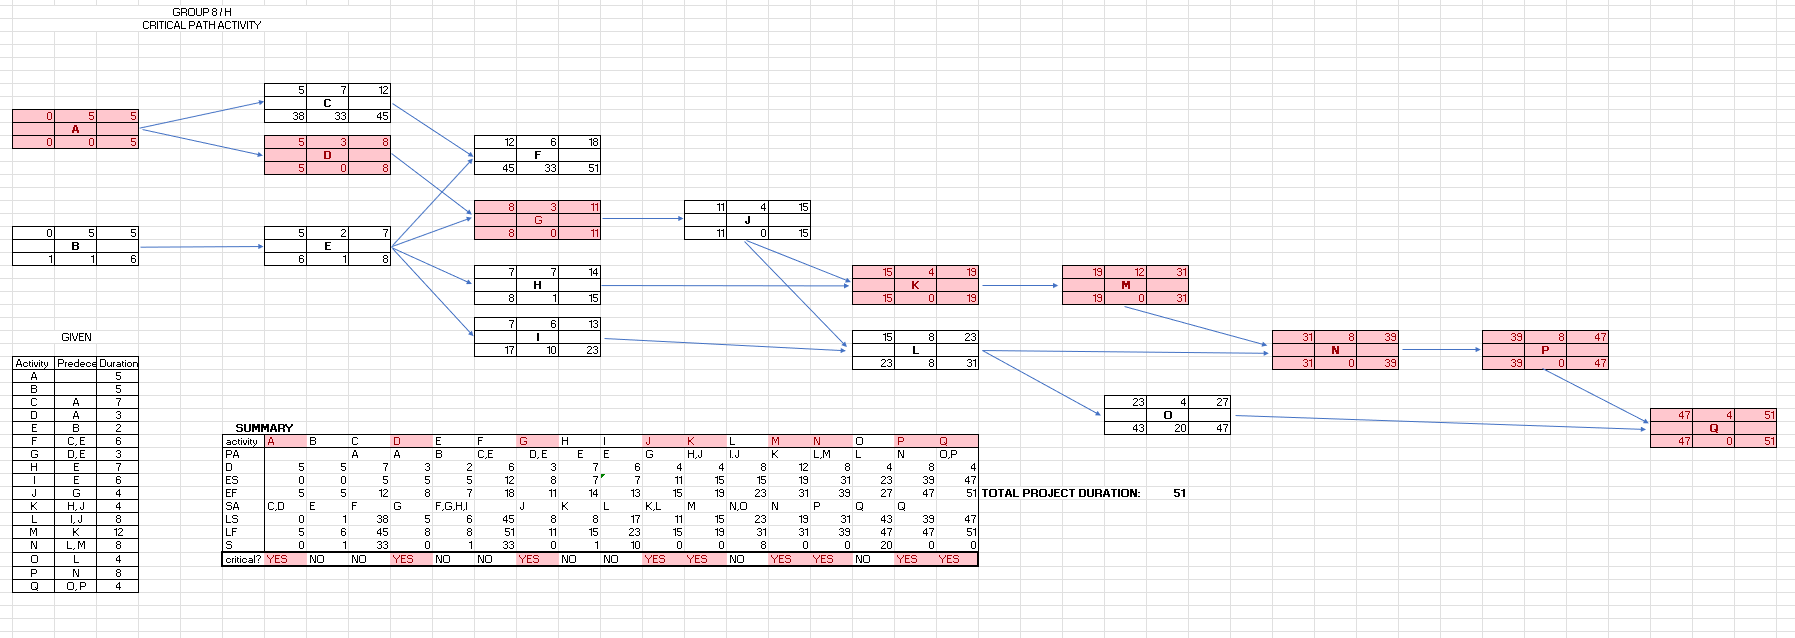 GROUP 8 / H
CRITICAL PATH ACTIVITY
5 7 12
C
38 33 45
0 5 5
A
0 0 5
5 3 8
D
5 0 8
12 6 18
F
45 33 51
8 3 11
G
8 0 11
11 4 15
J
11 0 15
0 5 5
B
1 1 6
5 2 7
E
6 1 8
7 7 14
H
8 1 15
15 4 19
K
15 0 19
19 12 31
M
19 0 31
7 6 13
I
17 10 23
15 8 23
L
23 8 31
31 8 39
N
31 0 39
39 8 47
P
39 0 47
23 4 27
O
43 20 47
47 4 51
Q
47 0 51
GIVEN
Activity Predece Duration
A 5
B 5
C A 7
D A 3
E B 2
F C,E 6
G D,E 3
H E 7
I E 6
J G 4
K H,J 4
L I,J 8
M K 12
N L,M 8
O L 4
P N 8
Q O,P 4
SUMMARY
activity A B C D E F G H I J K L M N O P Q
PA A A B C,E D,E E E G H,J I,J K L,M L N O,P
D 5 5 7 3 2 6 3 7 6 4 4 8 12 8 4 8 4
ES 0 0 5 5 5 12 8 7 7 11 15 15 19 31 23 39 47
EF 5 5 12 8 7 18 11 14 13 15 19 23 31 39 27 47 51
TOTAL PROJECT DURATION: 51
SA C,D E F G F,G,H,I J K L K,L M N,O N P Q Q
LS 0 1 38 5 6 45 8 8 17 11 15 23 19 31 43 39 47
LF 5 6 45 8 8 51 11 15 23 15 19 31 31 39 47 47 51
S 0 1 33 0 1 33 0 1 10 0 0 8 0 0 20 0 0
critical? YES NO NO YES NO NO YES NO NO YES YES NO YES YES NO YES YES